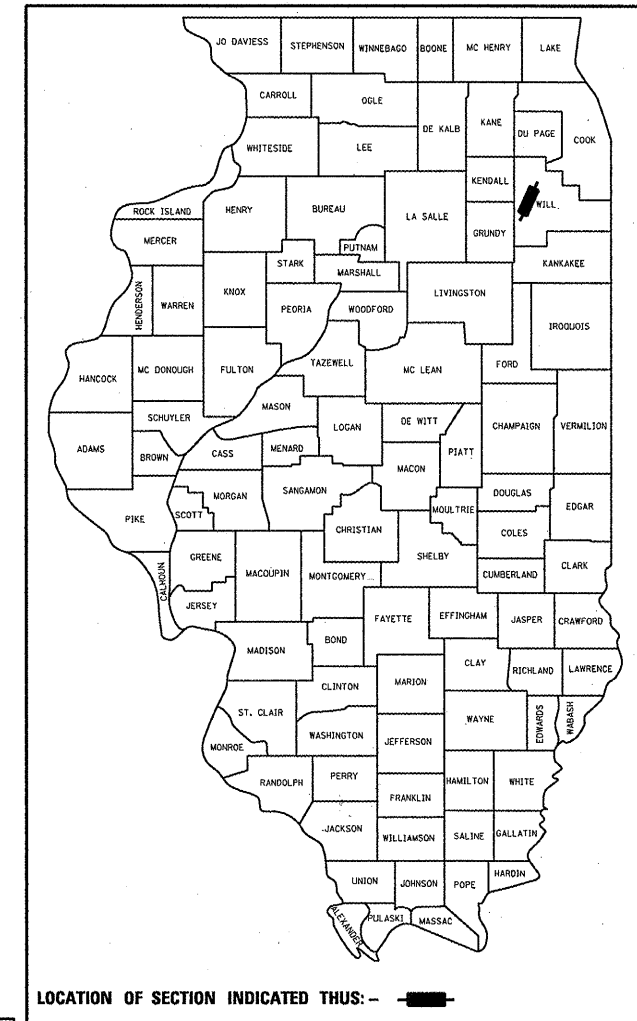 JO DAVIESS
STEPHENSON
WINNEBAGO
BOONE
MC HENRY
LAKE
CARROLL
OGLE
DE KALB
KANE
DU PAGE
COOK
WHITESIDE
LEE
KENDALL
WILL
ROCK ISLAND
HENRY
BUREAU
LA SALLE
GRUNDY
MERCER
PUTNAM
KANKAKEE
STARK
MARSHALL
HENDERSON
WARREN
KNOX
PEORIA
WOODFORD
LIVINGSTON
IROQUOIS
HANCOCK
MC DONOUGH
FULTON
TAZEWELL
MC LEAN
FORD
MASON
SCHUYLER
LOGAN
DE WITT
CHAMPAIGN
VERMILION
ADAMS
BROWN
CASS
MENARD
PIATT
MACON
SANGAMON
MORGAN
DOUGLAS
EDGAR
PIKE
SCOTT
MOULTRIE
CHRISTIAN
COLES
SHELBY
GREENE
CALHOUN
MACOUPIN
MONTGOMERY
CUMBERLAND
CLARK
JERSEY
FAYETTE
EFFINGHAM
JASPER
CRAWFORD
BOND
MADISON
CLAY
RICHLAND
LAWRENCE
CLINTON
MARION
ST. CLAIR
WAYNE
EDWARDS
WABASH
WASHINGTON
JEFFERSON
MONROE
RANDOLPH
PERRY
HAMILTON
WHITE
FRANKLIN
JACKSON
WILLIAMSON
SALINE
GALLATIN
UNION
JOHNSON
POPE
HARDIN
ALEXANDER
PULASKI
MASSAC
LOCATION OF SECTION INDICATED THUS: –